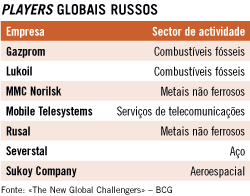 PLAYERS GLOBAIS RUSSOS
Empresa Sector de actividade
Gazprom Combustíveis fósseis
Lukoil Combustíveis fósseis
MMC Norilsk Metais não ferrosos
Mobile Telesystems Serviços de telecomunicações
Rusal Metais não ferrosos
Severstal Aço
Sukoy Company Aeroespacial
Fonte: «The New Global Challengers» – BCG